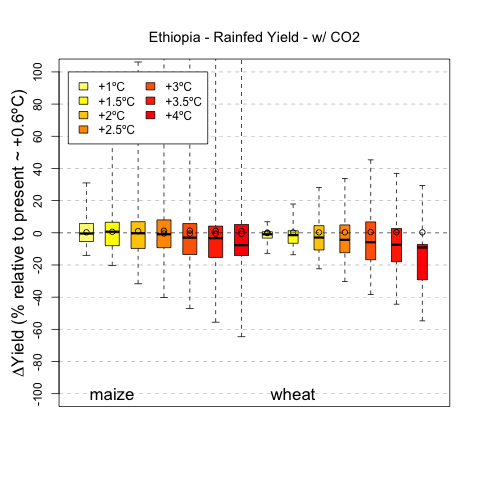 Ethiopia - Rainfed Yield - w/ CO2
ΔYield (% relative to present ~ +0.6ºC)
100
80
60
40
20
0
-20
-40
-60
-80
-100
+1ºC
+1.5ºC
+2ºC
+2.5ºC
+3ºC
+3.5ºC
+4ºC
maize
wheat